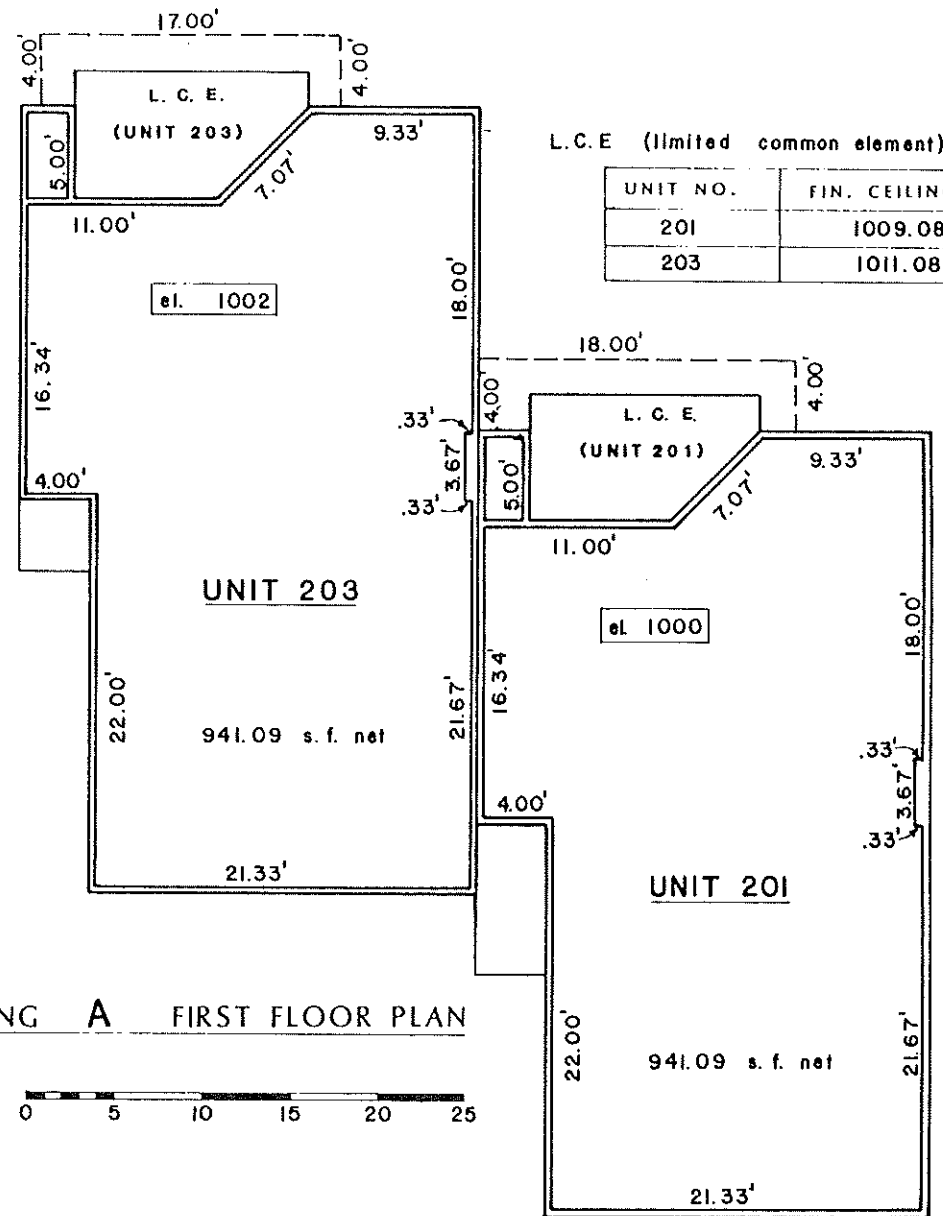 17.00'
4.00'
4.00'
L. C. E.
(UNIT 203)
5.00'
7.07'
9.33'
11.00'
el. 1002
18.00'
16.34'
.33'
3.67'
.33'
4.00'
UNIT 203
22.00'
21.67'
941.09 s. f. net
21.33'
L. C. E (limited common element)
UNIT NO. FIN. CEILIN
201 1009.08
203 1011.08
18.00'
4.00'
4.00'
L. C. E.
(UNIT 201)
5.00'
7.07'
9.33'
11.00'
el. 1000
18.00'
16.34'
.33'
3.67'
.33'
4.00'
UNIT 201
22.00'
21.67'
941.09 s. f. net
21.33'
NG A FIRST FLOOR PLAN
0 5 10 15 20 25